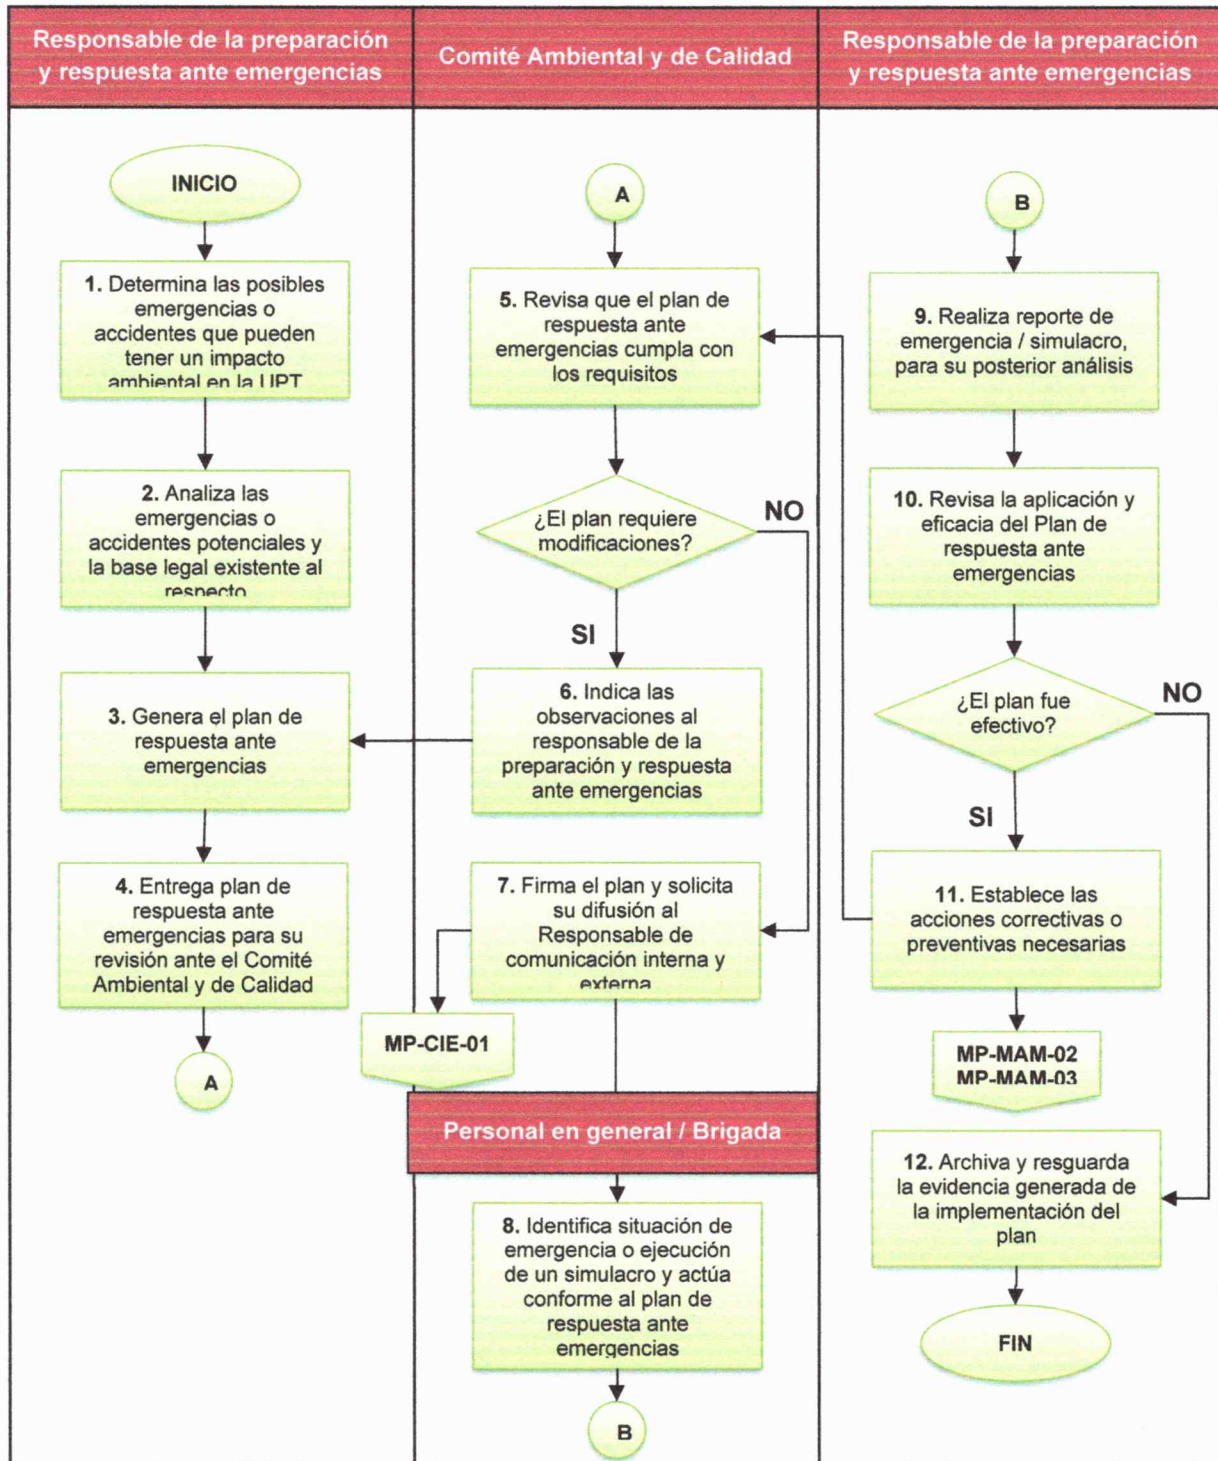 Responsable de la preparación
y respuesta ante emergencias
Comité Ambiental y de Calidad
Responsable de la preparación
y respuesta ante emergencias
INICIO
1. Determina las posibles
emergencias o
accidentes que pueden
tener un impacto
ambiental en la UPT
2. Analiza las
emergencias o
accidentes potenciales y
la base legal existente al
respecto
3. Genera el plan de
respuesta ante
emergencias
4. Entrega plan de
respuesta ante
emergencias para su
revisión ante el Comité
Ambiental y de Calidad
A
A
5. Revisa que el plan de
respuesta ante
emergencias cumpla con
los requisitos
¿El plan requiere
modificaciones?
NO
SI
6. Indica las
observaciones al
responsable de la
preparación y respuesta
ante emergencias
7. Firma el plan y solicita
su difusión al
Responsable de
comunicación interna y
externa
MP-CIE-01
Personal en general / Brigada
8. Identifica situación de
emergencia o ejecución
de un simulacro y actúa
conforme al plan de
respuesta ante
emergencias
B
B
9. Realiza reporte de
emergencia / simulacro,
para su posterior análisis
10. Revisa la aplicación y
eficacia del Plan de
respuesta ante
emergencias
¿El plan fue
efectivo?
NO
SI
11. Establece las
acciones correctivas o
preventivas necesarias
MP-MAM-02
MP-MAM-03
12. Archiva y resguarda
la evidencia generada de
la implementación del
plan
FIN